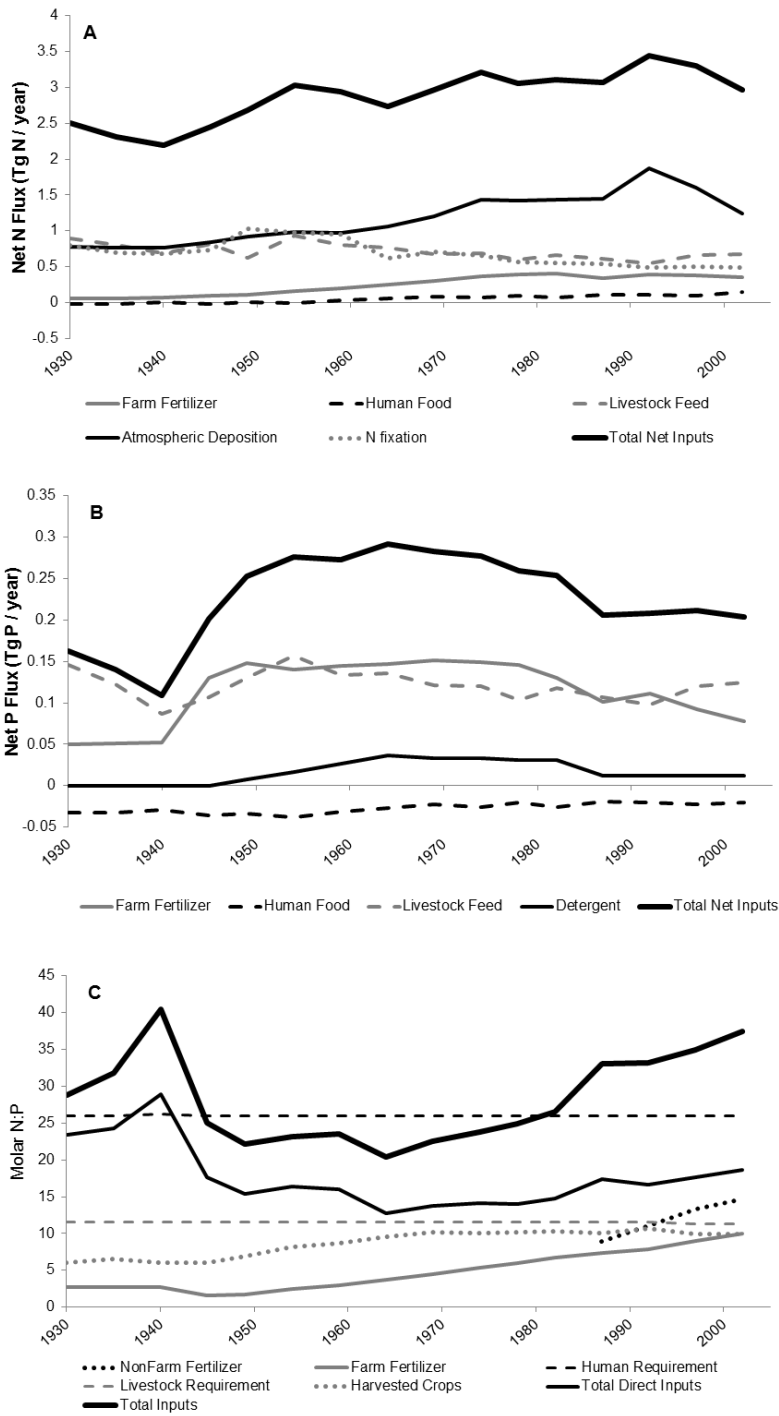 A
Net N Flux (Tg N / year)
4
3.5
3
2.5
2
1.5
1
0.5
0
-0.5
1930 1940 1950 1960 1970 1980 1990 2000
Farm Fertilizer Human Food Livestock Feed
Atmospheric Deposition N fixation Total Net Inputs
B
Net P Flux (Tg P / year)
0.35
0.3
0.25
0.2
0.15
0.1
0.05
0
-0.05
1930 1940 1950 1960 1970 1980 1990 2000
Farm Fertilizer Human Food Livestock Feed Detergent Total Net Inputs
C
Molar N:P
45
40
35
30
25
20
15
10
5
0
1930 1940 1950 1960 1970 1980 1990 2000
NonFarm Fertilizer Farm Fertilizer Human Requirement
Livestock Requirement Harvested Crops Total Direct Inputs
Total Inputs